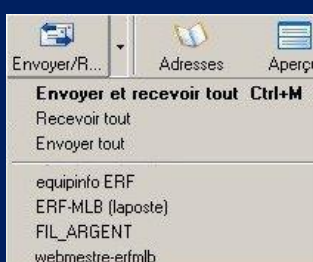 Envoyer/R...
Adresses
Aperçu
Envoyer et recevoir tout Ctrl+M
Recevoir tout
Envoyer tout
equipinfo ERF
ERF-MLB (laposte)
FIL_ARGENT
webmestre-erfmlb